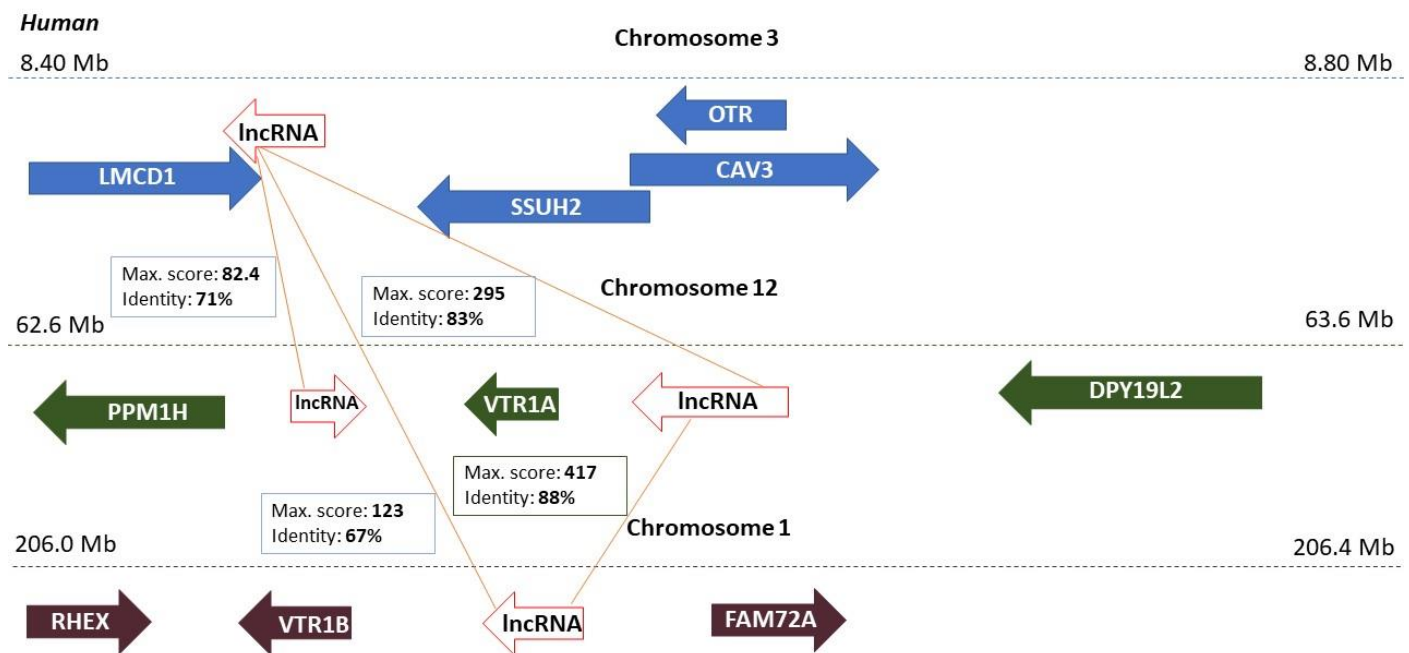 Human
Chromosome 3
8.40 Mb
8.80 Mb
OTR
lncRNA
CAV3
LMCD1
SSUH2
Max. score: 82.4
Identity: 71%
Max. score: 295
Identity: 83%
Chromosome 12
62.6 Mb
63.6 Mb
PPM1H
lncRNA
VTR1A
lncRNA
DPY19L2
Max. score: 417
Identity: 88%
Max. score: 123
Identity: 67%
Chromosome 1
206.0 Mb
206.4 Mb
RHEX
VTR1B
lncRNA
FAM72A